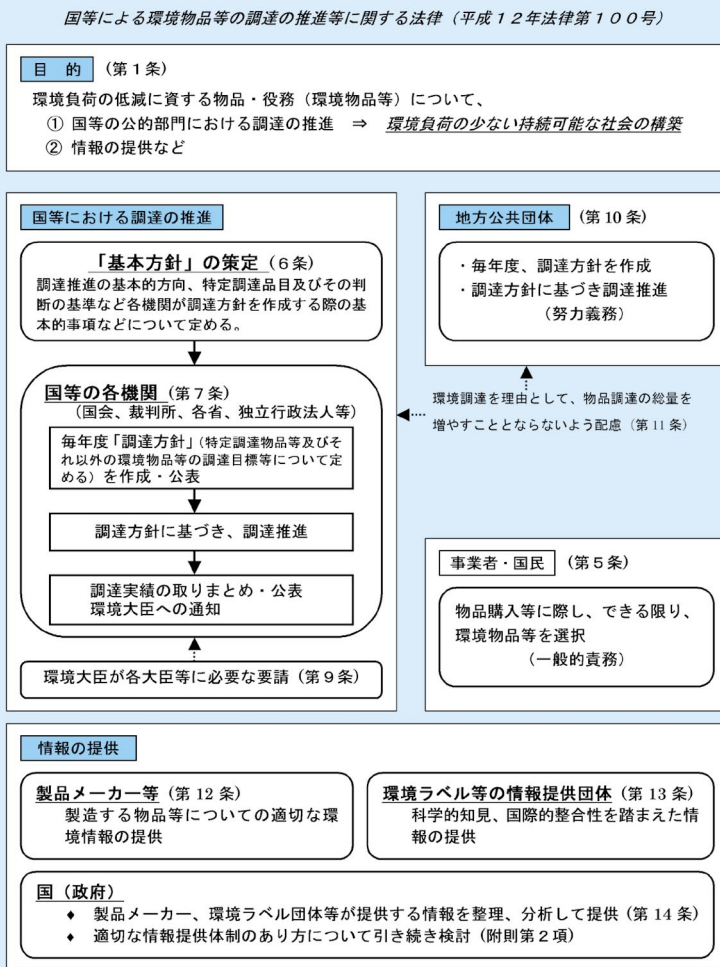 国等による環境物品等の調達の推進等に関する法律（平成１２年法律第１００号）
目 的 (第１条)
環境負荷の低減に資する物品・役務（環境物品等）について、
① 国等の公的部門における調達の推進 ⇒ 環境負荷の少ない持続可能な社会の構築
② 情報の提供など
国等における調達の推進
「基本方針」の策定 (６条)
調達推進の基本的方向、特定調達品目及びその判
断の基準など各機関が調達方針を作成する際の基
本的事項などについて定める。
国等の各機関 (第７条)
(国会、裁判所、各省、独立行政法人等)
毎年度「調達方針」(特定調達物品等及びそ
れ以外の環境物品等の調達目標等について定
める) を作成・公表
調達方針に基づき、調達推進
調達実績の取りまとめ・公表
環境大臣への通知
環境大臣が各大臣等に必要な要請 (第９条)
地方公共団体 (第 10 条)
・毎年度、調達方針を作成
・調達方針に基づき調達推進
(努力義務)
環境調達を理由として、物品調達の総量を
増やすこととならないよう配慮 (第 11 条)
事業者・国民 (第５条)
物品購入等に際し、できる限り、
環境物品等を選択
(一般的責務)
情報の提供
製品メーカー等 (第 12 条)
製造する物品等についての適切な環
境情報の提供
環境ラベル等の情報提供団体 (第 13 条)
科学的知見、国際的整合性を踏まえた情
報の提供
国（政府）
♦ 製品メーカー、環境ラベル団体等が提供する情報を整理、分析して提供 (第 14 条)
♦ 適切な情報提供体制のあり方について引き続き検討 (附則第２項)